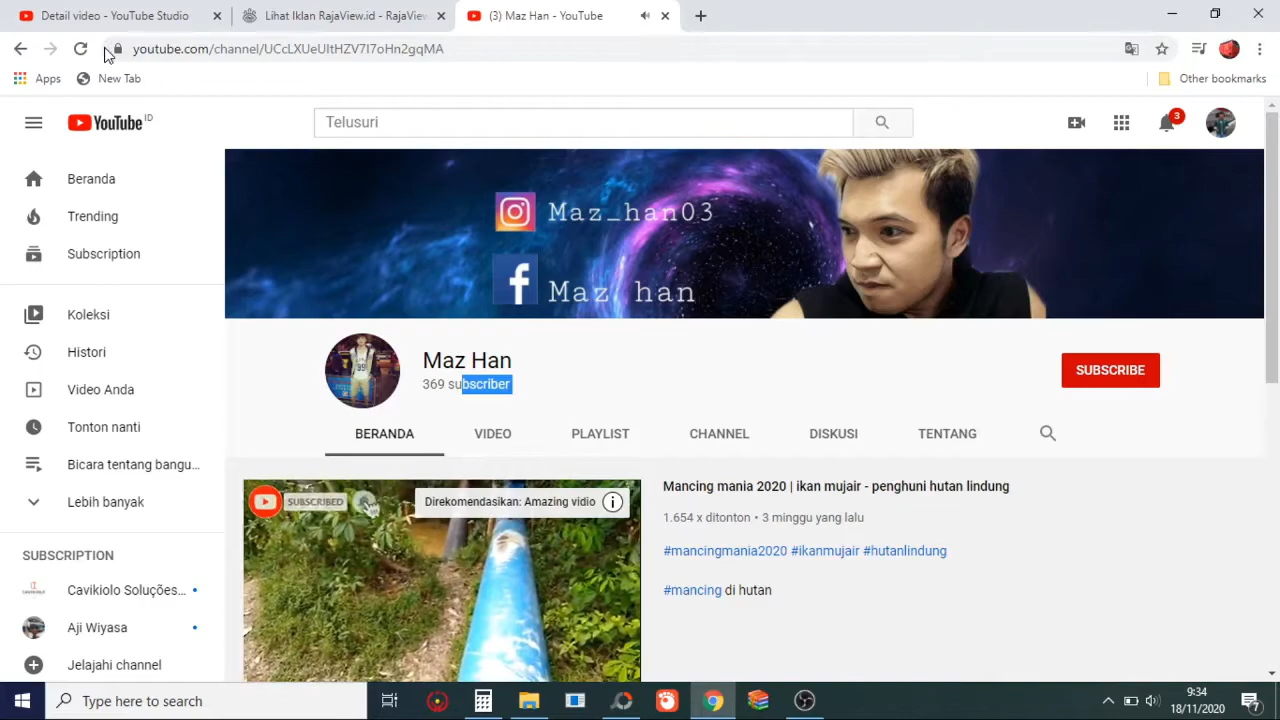 Detail video - YouTube Studio
Lihat Iklan RajaView.id - RajaView
(3) Maz Han - YouTube
youtube.com/channel/UCcLXUeUItHZV7I7oHn2gqMA
Apps
New Tab
Other bookmarks
YouTube ID
Telusuri
3
Beranda
Trending
Subscription
Koleksi
Histori
Video Anda
Tonton nanti
Bicara tentang bangu...
Lebih banyak
SUBSCRIPTION
Cavikiolo Soluções...
Aji Wiyasa
Jelajahi channel
Maz_han03
Maz han
Maz Han
369 subscriber
SUBSCRIBE
BERANDA
VIDEO
PLAYLIST
CHANNEL
DISKUSI
TENTANG
SUBSCRIBED
Direkomendasikan: Amazing vidio
Mancing mania 2020 | ikan mujair - penghuni hutan lindung
1.654 x ditonton • 3 minggu yang lalu
#mancingmania2020 #ikanmujair #hutanlindung
#mancing di hutan
Type here to search
9:34
18/11/2020
7